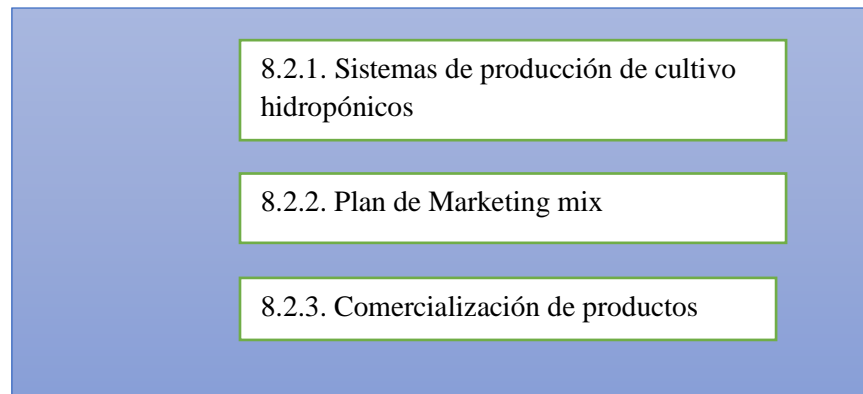 8.2.1. Sistemas de producción de cultivo
hidropónicos
8.2.2. Plan de Marketing mix
8.2.3. Comercialización de productos